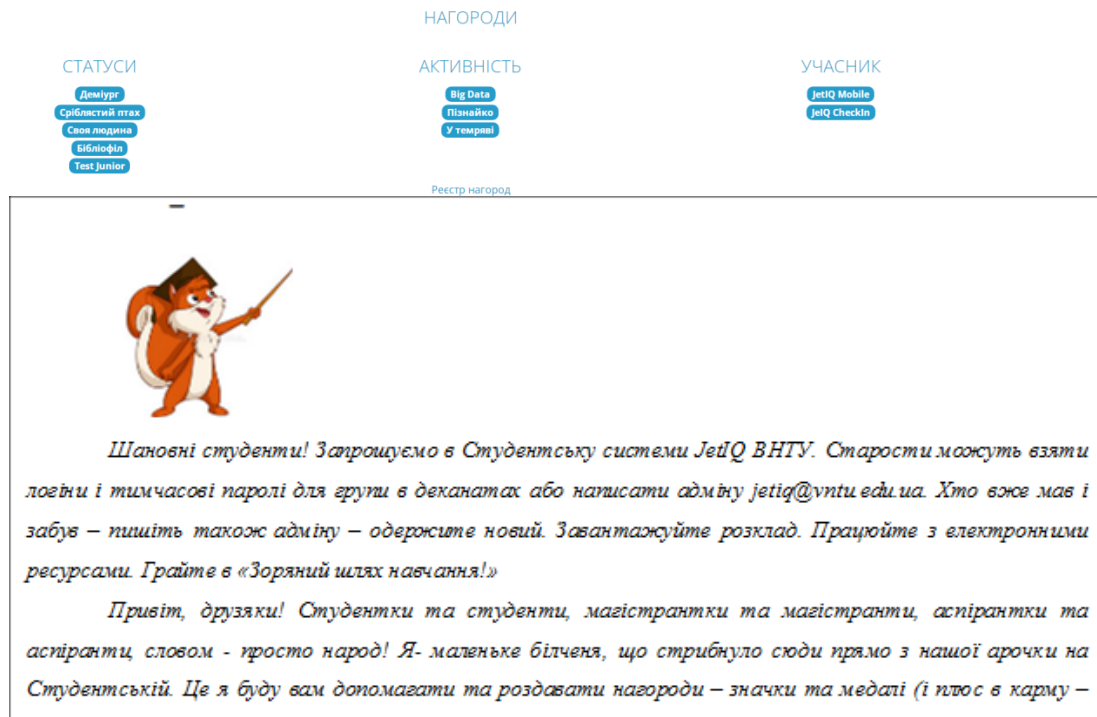 НАГОРОДИ
СТАТУСИ
Деміург
Сріблястий птах
Своя людина
Бібліофіл
Test Junior
АКТИВНІСТЬ
Big Data
Пізнайко
У темряві
УЧАСНИК
JetIQ Mobile
JeIQ CheckIn
Реєстр нагород
Шановні студенти! Запрошуємо в Студентську системи JetIQ ВНТУ. Старости можуть взяти
логіни і тимчасові паролі для групи в деканатах або написати адміну jetiq@vntu.edu.ua. Хто вже мав і
забув – пишіть також адміну – одержите новий. Завантажуйте розклад. Працюйте з електронними
ресурсами. Грайте в «Зоряний шлях навчання!»
Привіт, друзяки! Студентки та студенти, магістрантки та магістранти, аспірантки та
аспіранти, словом - просто народ! Я- маленьке білченя, що стрибнуло сюди прямо з нашої арочки на
Студентській. Це я буду вам допомагати та роздавати нагороди – значки та медалі (і плюс в карму –